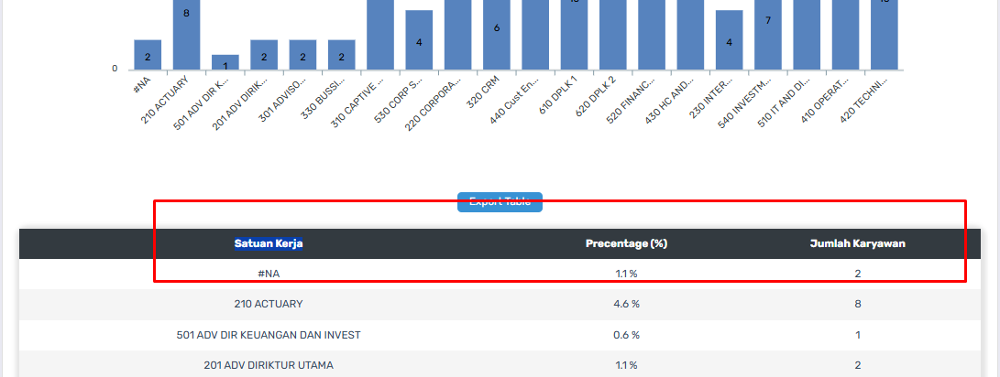 8
10
2
1
2
2
2
4
6
4
7
0
#NA
210 ACTUARY
501 ADV DIR K...
201 ADV DIRIK...
301 ADVISO...
330 BUSSI...
310 CAPTIVE ...
530 CORP S...
220 CORPORA...
320 CRM
440 Cust En...
610 DPLK 1
620 DPLK 2
520 FINANC...
430 HC AND...
230 INTER...
540 INVESTM...
510 IT AND DI...
410 OPERAT...
420 TECHNI...
Export Table
Satuan Kerja Precentage (%) Jumlah Karyawan
#NA 1.1 % 2
210 ACTUARY 4.6 % 8
501 ADV DIR KEUANGAN DAN INVEST 0.6 % 1
201 ADV DIRIKTUR UTAMA 1.1 % 2